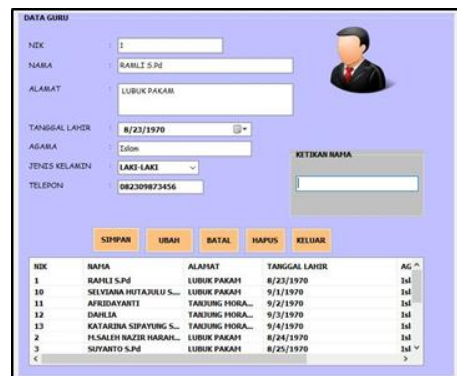 DATA GURU
NIK : 1
NAMA : RAMLI S.Pd
ALAMAT : LUBUK PAKAM
TANGGAL LAHIR : 8/23/1970
AGAMA : Islam
JENIS KELAMIN : LAKI-LAKI
TELEPON : 082309873456
KETIKAN NAMA
SIMPAN UBAH BATAL HAPUS KELUAR
NIK NAMA ALAMAT TANGGAL LAHIR AG
1 RAMLI S.Pd LUBUK PAKAM 8/23/1970 Isl
10 SELVIANA HUTAJULU S... LUBUK PAKAM 9/1/1970 Isl
11 AFRIDAYANTI TANJUNG MORA... 9/2/1970 Isl
12 DAHLIA TANJUNG MORA... 9/3/1970 Isl
13 KATARINA SIPAYUNG S... TANJUNG MORA... 9/4/1970 Isl
2 M.SALEH NAZIR HARAH... LUBUK PAKAM 8/24/1970 Isl
3 SUYANTO S.Pd LUBUK PAKAM 8/25/1970 Isl